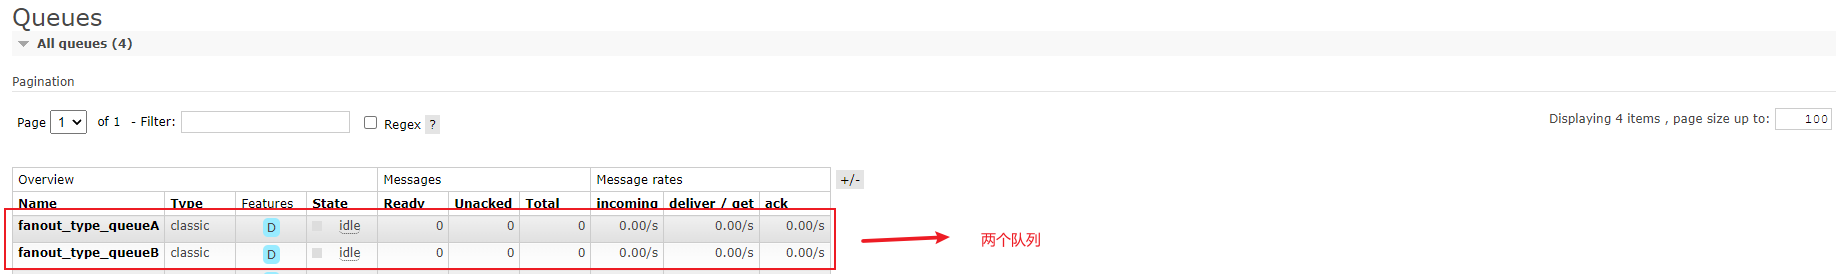 Queues
All queues (4)
Pagination
Page 1 of 1 - Filter: Regex ? Displaying 4 items , page size up to: 100
Overview Messages Message rates +/-
Name Type Features State Ready Unacked Total incoming deliver / get ack
fanout_type_queueA classic D idle 0 0 0 0.00/s 0.00/s 0.00/s
fanout_type_queueB classic D idle 0 0 0 0.00/s 0.00/s 0.00/s
两个队列